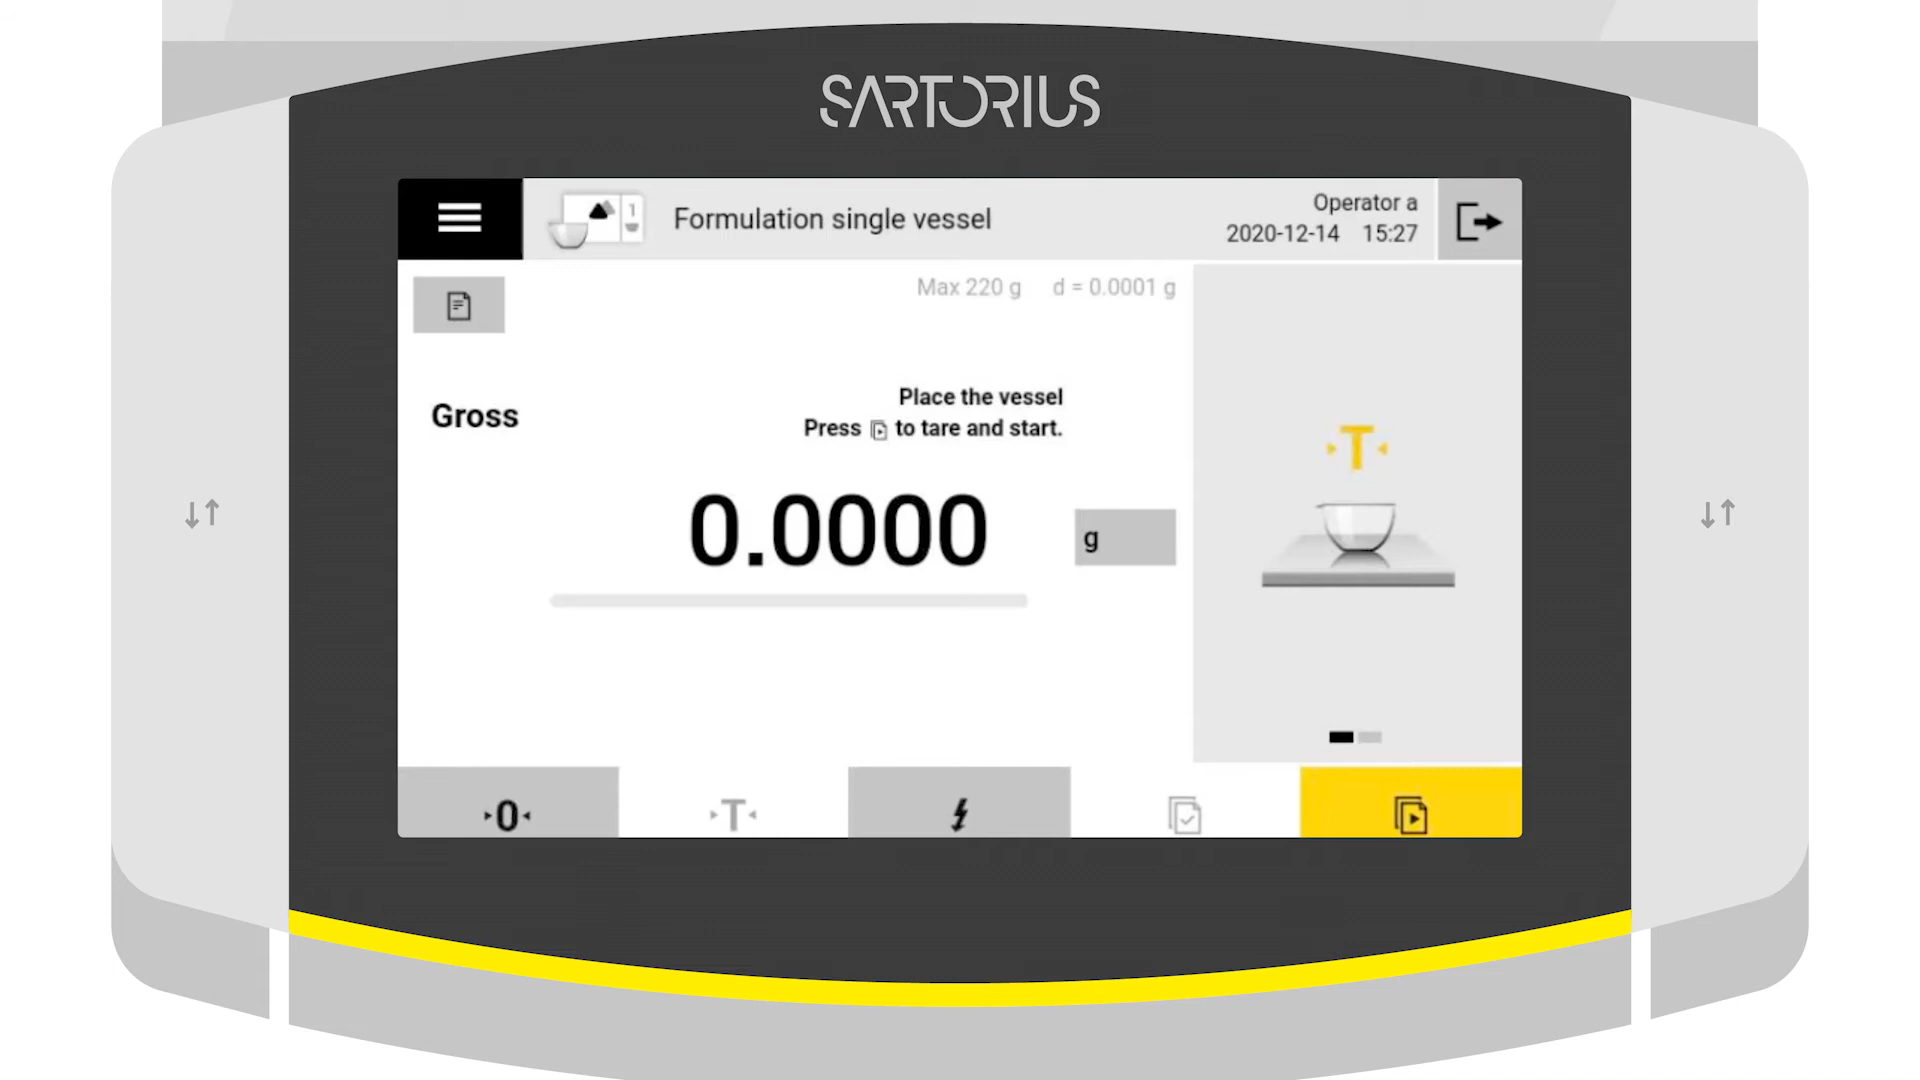 SARTORIUS
1
Formulation single vessel
Operator a
2020-12-14 15:27
Max 220 g d = 0.0001 g
Gross
Place the vessel
Press to tare and start.
0.0000
g
T
0
T